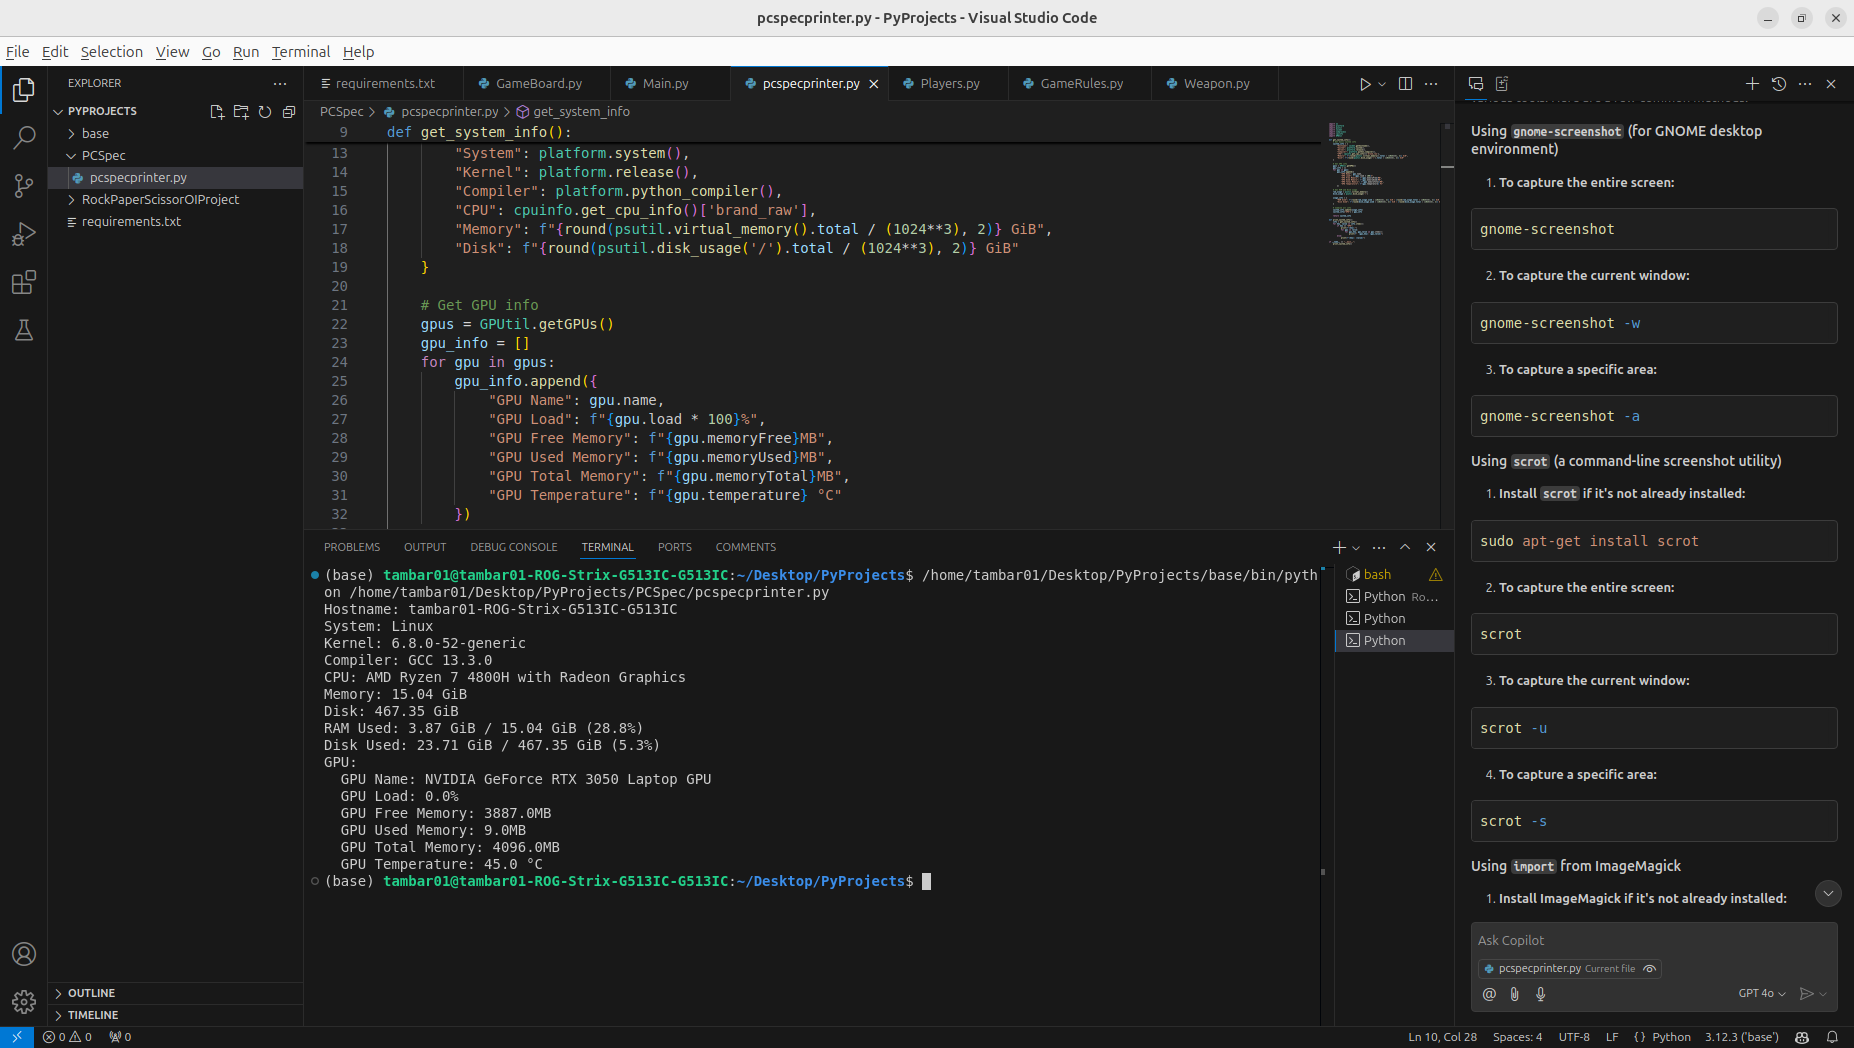 pcspecprinter.py - PyProjects - Visual Studio Code
File Edit Selection View Go Run Terminal Help
EXPLORER
PYPROJECTS
base
PCSpec
pcspecprinter.py
RockPaperScissorOIProject
requirements.txt
OUTLINE
TIMELINE
requirements.txt GameBoard.py Main.py pcspecprinter.py Players.py GameRules.py Weapon.py
PCSpec > pcspecprinter.py > get_system_info
9 def get_system_info():
13 "System": platform.system(),
14 "Kernel": platform.release(),
15 "Compiler": platform.python_compiler(),
16 "CPU": cpuinfo.get_cpu_info()['brand_raw'],
17 "Memory": f"{round(psutil.virtual_memory().total / (1024**3), 2)} GiB",
18 "Disk": f"{round(psutil.disk_usage('/').total / (1024**3), 2)} GiB"
19 }
20
21 # Get GPU info
22 gpus = GPUtil.getGPUs()
23 gpu_info = []
24 for gpu in gpus:
25 gpu_info.append({
26 "GPU Name": gpu.name,
27 "GPU Load": f"{gpu.load * 100}%",
28 "GPU Free Memory": f"{gpu.memoryFree}MB",
29 "GPU Used Memory": f"{gpu.memoryUsed}MB",
30 "GPU Total Memory": f"{gpu.memoryTotal}MB",
31 "GPU Temperature": f"{gpu.temperature} °C"
32 })
PROBLEMS OUTPUT DEBUG CONSOLE TERMINAL PORTS COMMENTS
(base) tambar01@tambar01-ROG-Strix-G513IC-G513IC:~/Desktop/PyProjects$ /home/tambar01/Desktop/PyProjects/base/bin/pyth
on /home/tambar01/Desktop/PyProjects/PCSpec/pcspecprinter.py
Hostname: tambar01-ROG-Strix-G513IC-G513IC
System: Linux
Kernel: 6.8.0-52-generic
Compiler: GCC 13.3.0
CPU: AMD Ryzen 7 4800H with Radeon Graphics
Memory: 15.04 GiB
Disk: 467.35 GiB
RAM Used: 3.87 GiB / 15.04 GiB (28.8%)
Disk Used: 23.71 GiB / 467.35 GiB (5.3%)
GPU:
GPU Name: NVIDIA GeForce RTX 3050 Laptop GPU
GPU Load: 0.0%
GPU Free Memory: 3887.0MB
GPU Used Memory: 9.0MB
GPU Total Memory: 4096.0MB
GPU Temperature: 45.0 °C
(base) tambar01@tambar01-ROG-Strix-G513IC-G513IC:~/Desktop/PyProjects$
bash
Python Ro...
Python
Python
Using gnome-screenshot (for GNOME desktop
environment)
1. To capture the entire screen:
gnome-screenshot
2. To capture the current window:
gnome-screenshot -w
3. To capture a specific area:
gnome-screenshot -a
Using scrot (a command-line screenshot utility)
1. Install scrot if it's not already installed:
sudo apt-get install scrot
2. To capture the entire screen:
scrot
3. To capture the current window:
scrot -u
4. To capture a specific area:
scrot -s
Using import from ImageMagick
1. Install ImageMagick if it's not already installed:
Ask Copilot
pcspecprinter.py Current file
GPT 4o
0 0 0
Ln 10, Col 28 Spaces: 4 UTF-8 LF {} Python 3.12.3 ('base')